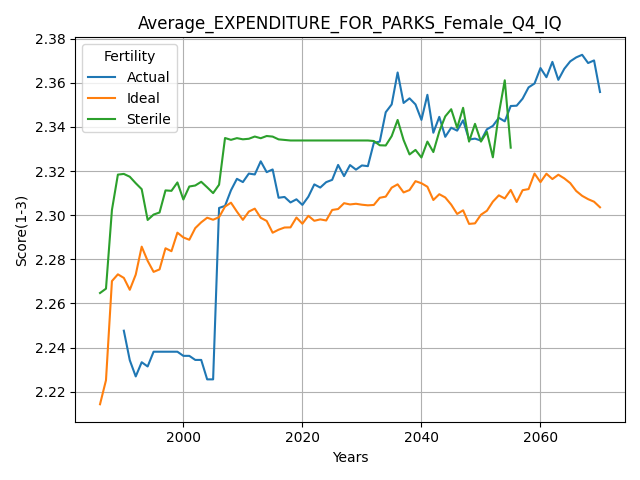 Average_EXPENDITURE_FOR_PARKS_Female_Q4_IQ
Score(1-3)
2.38
2.36
2.34
2.32
2.30
2.28
2.26
2.24
2.22
Fertility
Actual
Ideal
Sterile
2000
2020
2040
2060
Years